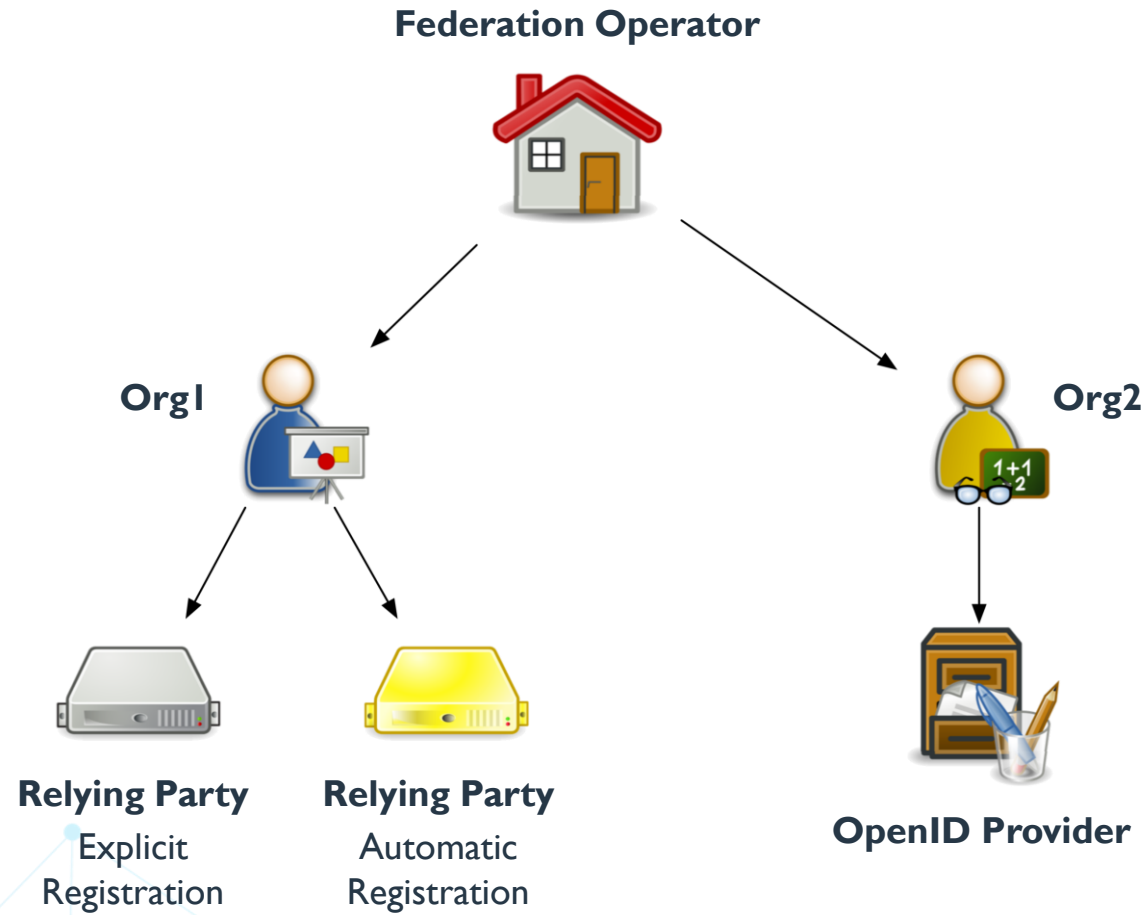 Federation Operator
Org1
Org2
1+1
2
Relying Party
Explicit
Registration
Relying Party
Automatic
Registration
OpenID Provider